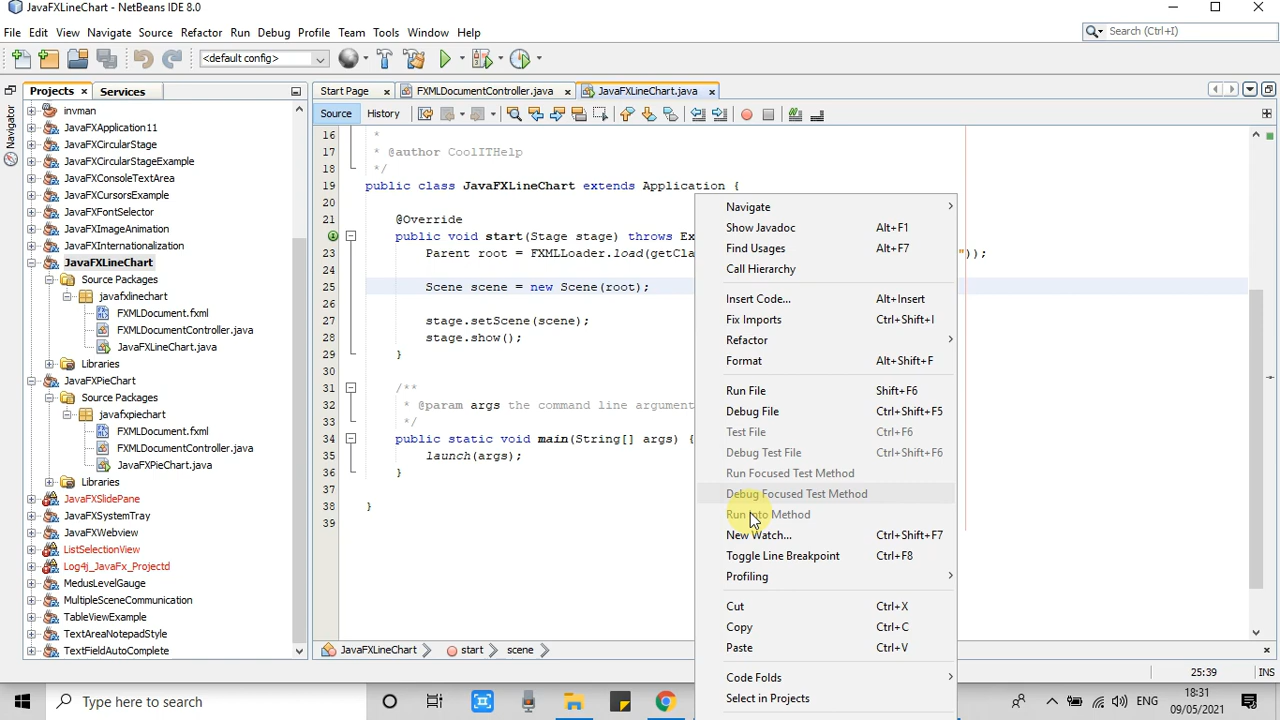 JavaFXLineChart - NetBeans IDE 8.0
File Edit View Navigate Source Refactor Run Debug Profile Team Tools Window Help
Search (Ctrl+I)
<default config>
Projects Services
Start Page FXMLDocumentController.java JavaFXLineChart.java
Navigator
Source History
invman
JavaFXApplication11
JavaFXCircularStage
JavaFXCircularStageExample
JavaFXConsoleTextArea
JavaFXCursorsExample
JavaFXFontSelector
JavaFXImageAnimation
JavaFXInternationalization
JavaFXLineChart
Source Packages
javafxlinechart
FXMLDocument.fxml
FXMLDocumentController.java
JavaFXLineChart.java
Libraries
JavaFXPieChart
Source Packages
javafxpiechart
FXMLDocument.fxml
FXMLDocumentController.java
JavaFXPieChart.java
Libraries
JavaFXSlidePane
JavaFXSystemTray
JavaFXWebview
ListSelectionView
Log4j_JavaFx_Projectd
MedusLevelGauge
MultipleSceneCommunication
TableViewExample
TextAreaNotepadStyle
TextFieldAutoComplete
16 *
17 * @author CoolITHelp
18 */
19 public class JavaFXLineChart extends Application {
20
21 @Override
public void start(Stage stage) throws Ex
23 Parent root = FXMLLoader.load(getCla "));
24
25 Scene scene = new Scene(root);
26
27 stage.setScene(scene);
28 stage.show();
29 }
30
31 /**
32 * @param args the command line argument
33 */
34 public static void main(String[] args) {
35 launch(args);
36 }
37
38 }
39
Navigate
Show Javadoc Alt+F1
Find Usages Alt+F7
Call Hierarchy
Insert Code... Alt+Insert
Fix Imports Ctrl+Shift+I
Refactor
Format Alt+Shift+F
Run File Shift+F6
Debug File Ctrl+Shift+F5
Test File Ctrl+F6
Debug Test File Ctrl+Shift+F6
Run Focused Test Method
Debug Focused Test Method
Run Into Method
New Watch... Ctrl+Shift+F7
Toggle Line Breakpoint Ctrl+F8
Profiling
Cut Ctrl+X
Copy Ctrl+C
Paste Ctrl+V
Code Folds
Select in Projects
JavaFXLineChart start scene
25:39 INS
Type here to search
ENG
18:31
09/05/2021